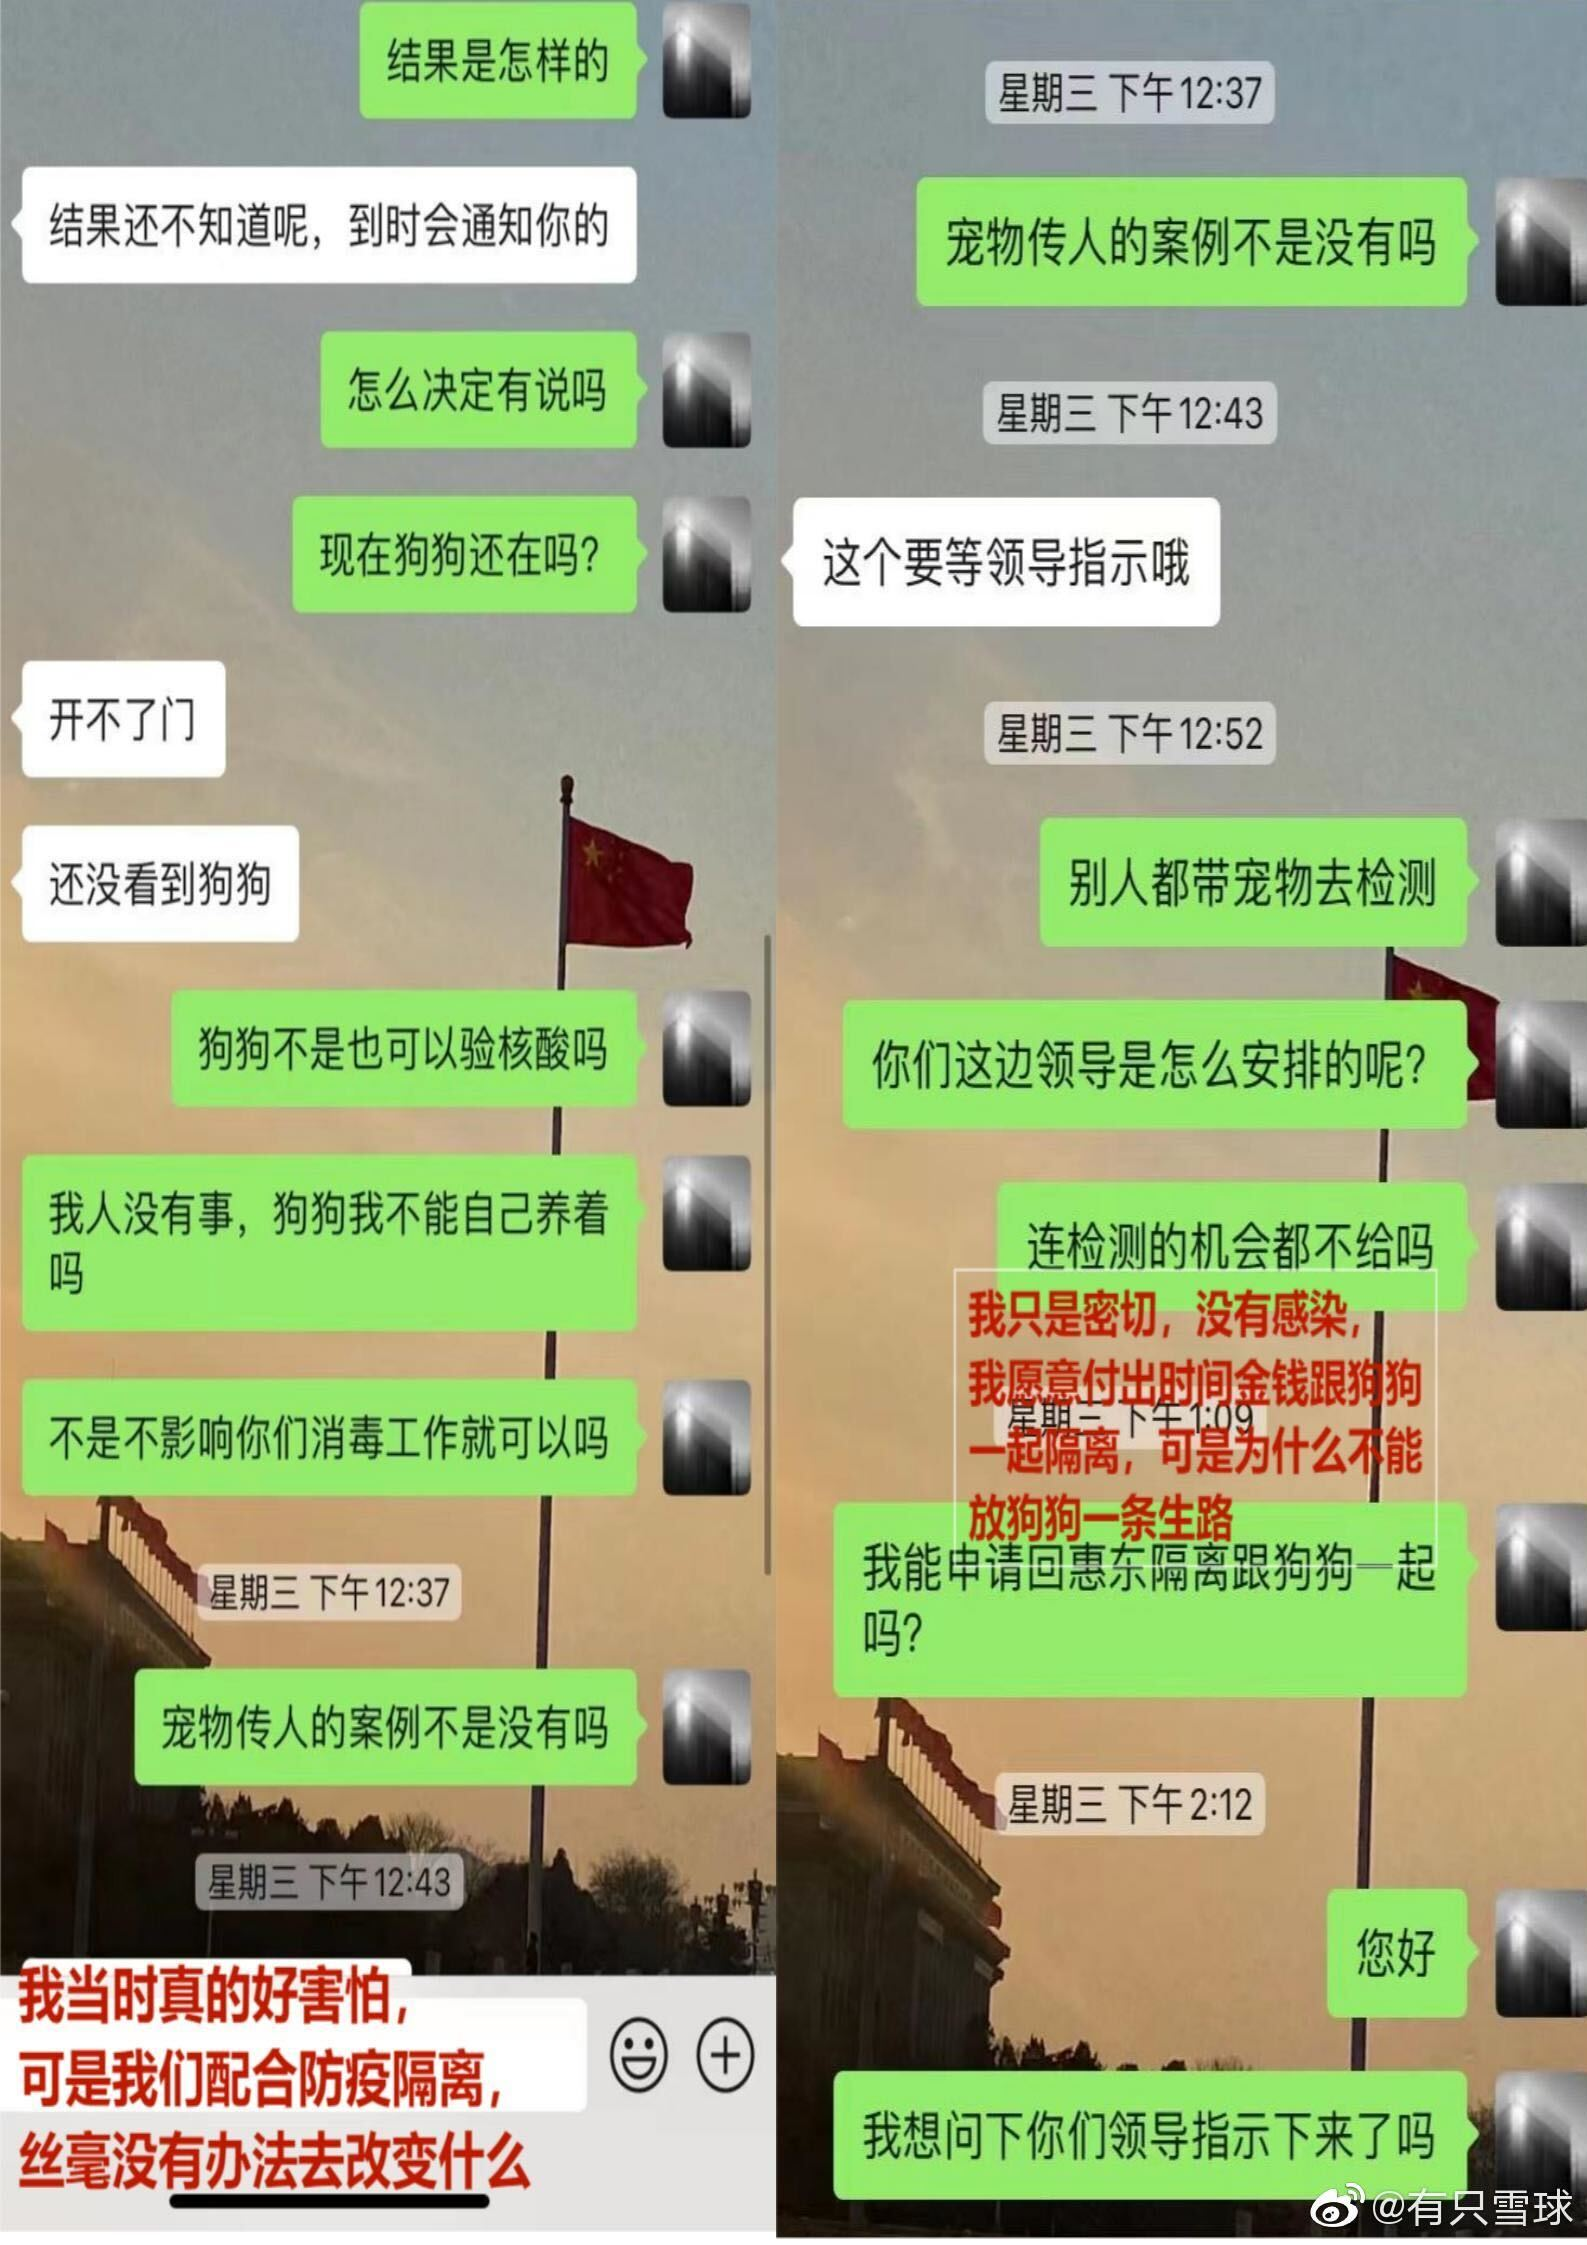 结果是怎样的
结果还不知道呢，到时会通知你的
怎么决定有说吗
现在狗狗还在吗？
开不了门
还没看到狗狗
狗狗不是也可以验核酸吗
我人没有事，狗狗我不能自己养着
吗
不是不影响你们消毒工作就可以吗
星期三 下午12:37
宠物传人的案例不是没有吗
星期三 下午12:43
我当时真的好害怕，
可是我们配合防疫隔离，
丝毫没有办法去改变什么
星期三 下午12:37
宠物传人的案例不是没有吗
星期三 下午12:43
这个要等领导指示哦
星期三 下午12:52
别人都带宠物去检测
你们这边领导是怎么安排的呢？
连检测的机会都不给吗
我只是密切，没有感染，
我愿意付出时间金钱跟狗狗
星期三 下午1:09
一起隔离，可是为什么不能
放狗狗一条生路
我能申请回惠东隔离跟狗狗一起
吗？
星期三 下午2:12
您好
我想问下你们领导指示下来了吗
@有只雪球